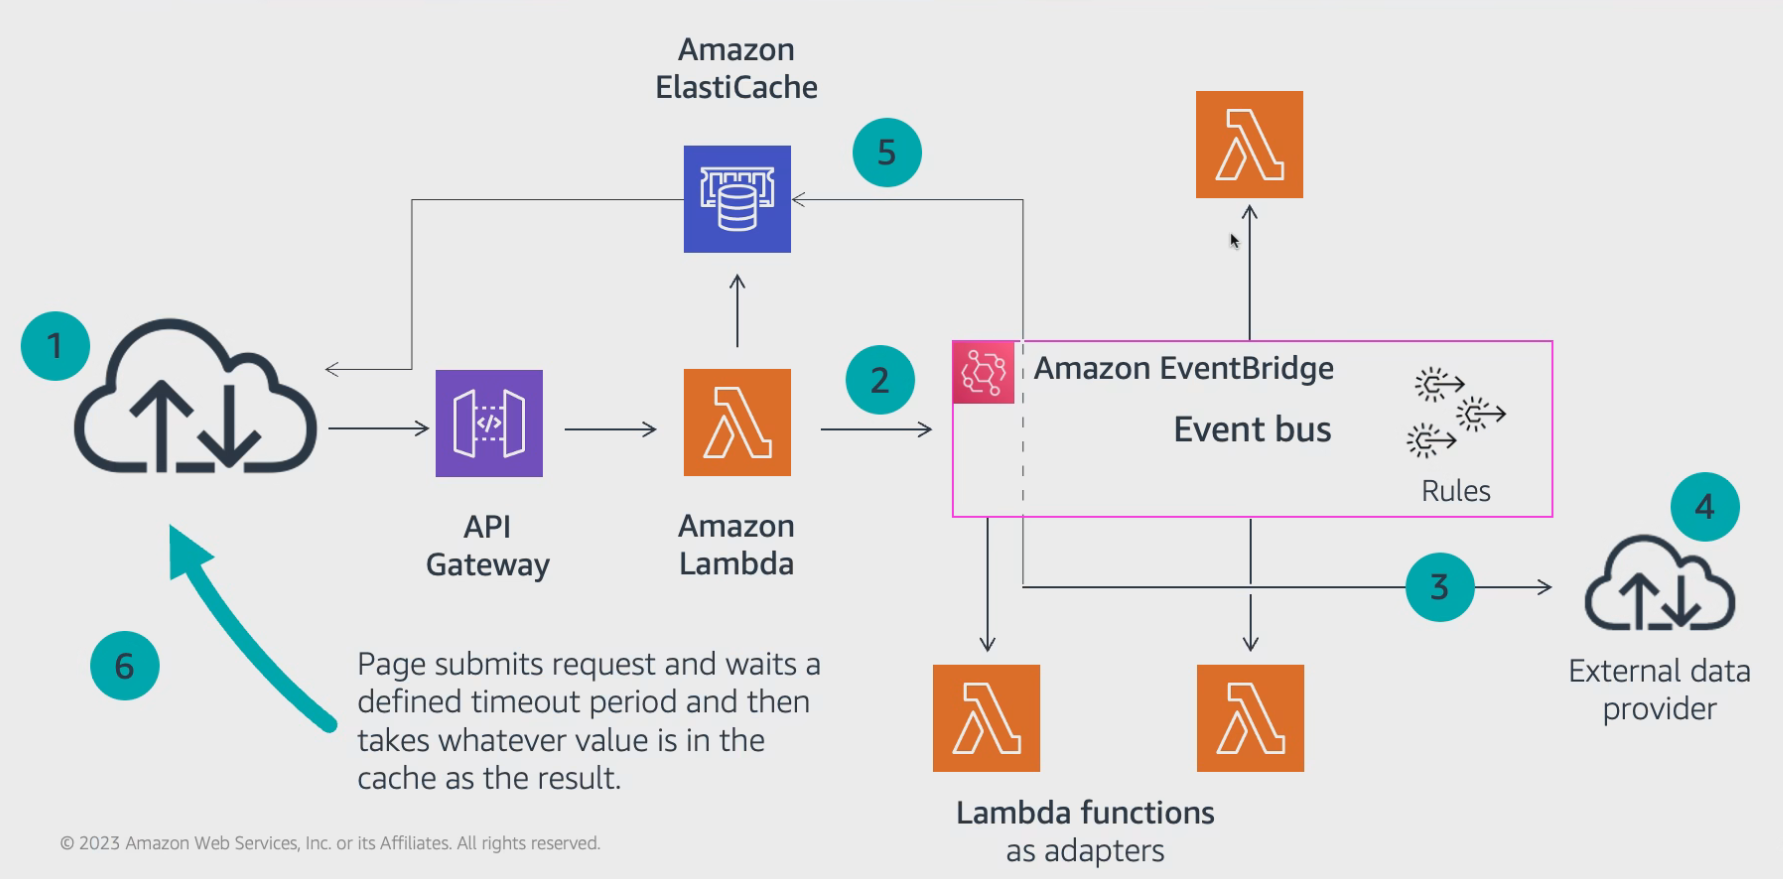 Amazon
ElastiCache
5
1
2
Amazon EventBridge
Event bus
Rules
4
API
Gateway
Amazon
Lambda
3
6
Page submits request and waits a
defined timeout period and then
takes whatever value is in the
cache as the result.
External data
provider
Lambda functions
as adapters
© 2023 Amazon Web Services, Inc. or its Affiliates. All rights reserved.